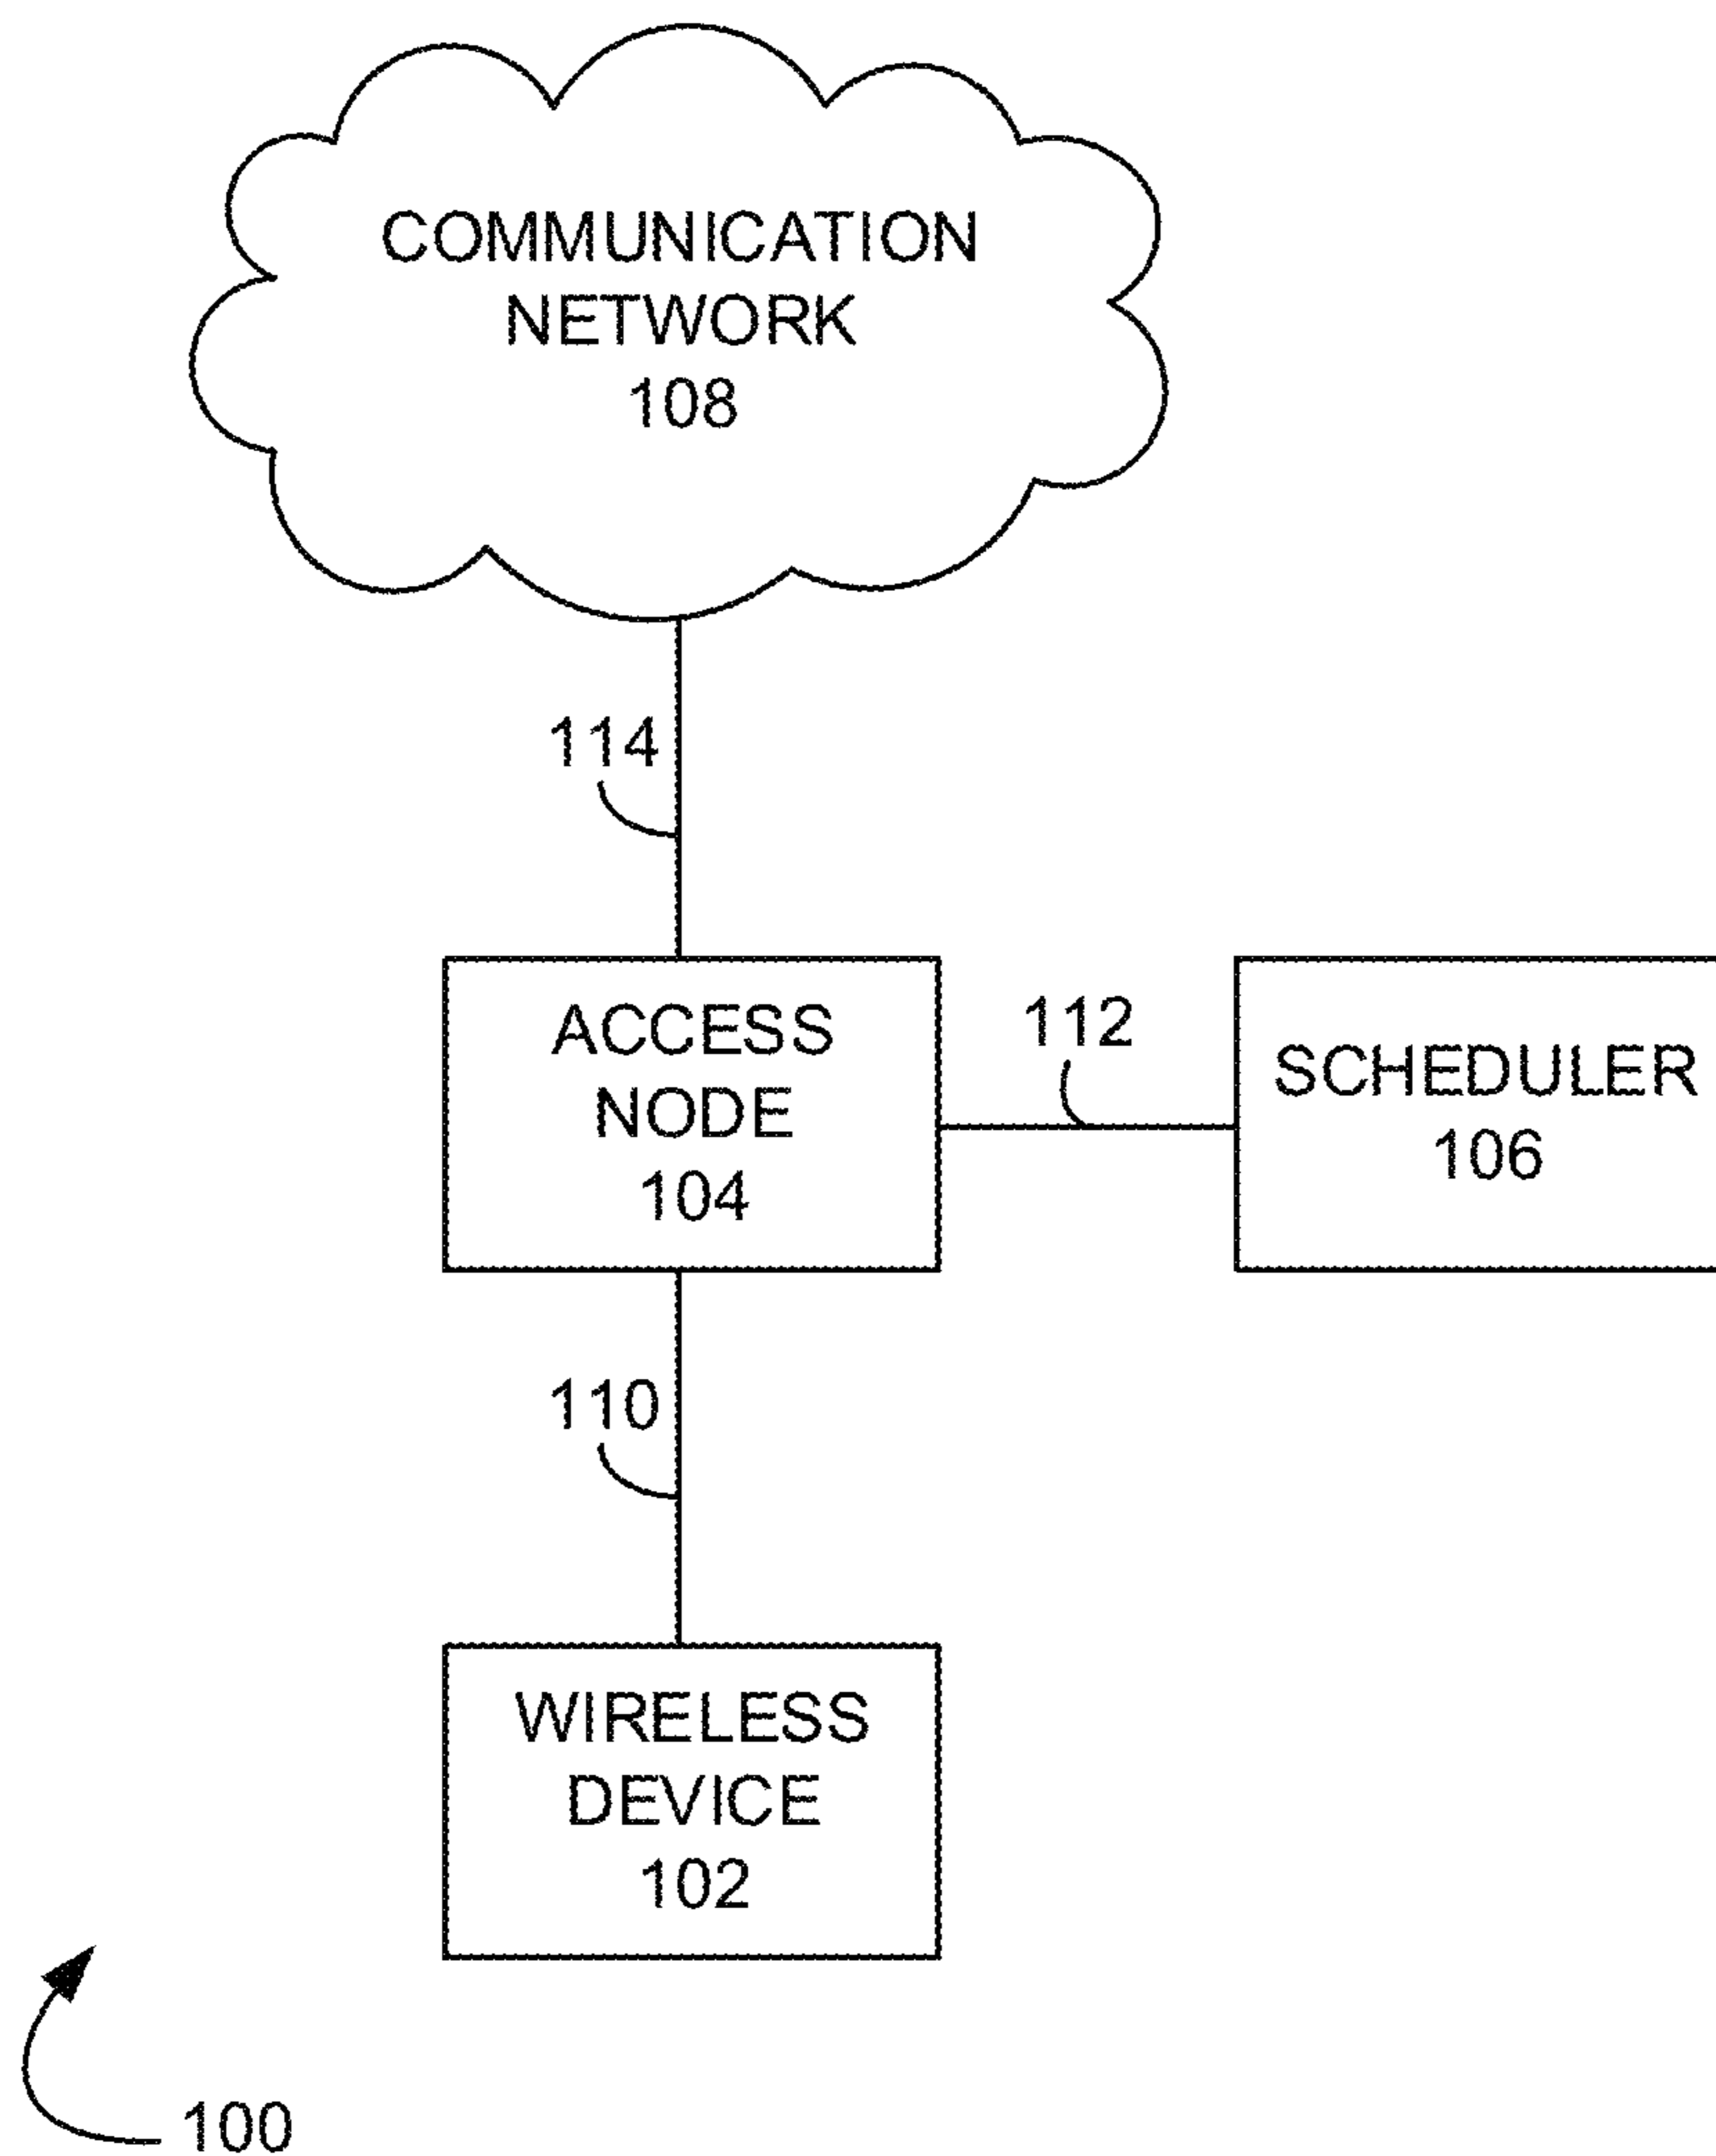 COMMUNICATION
NETWORK
108
114
ACCESS
NODE
104
112
SCHEDULER
106
110
WIRELESS
DEVICE
102
100